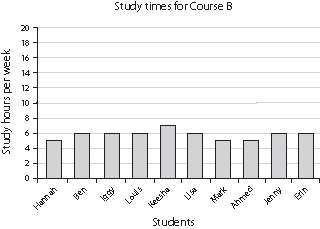 Study times for Course B
Study hours per week
20
18
16
14
12
10
8
6
4
2
0
Hannah
Ben
Iggy
Louis
Keesha
Lisa
Mark
Ahmed
Jenny
Erin
Students